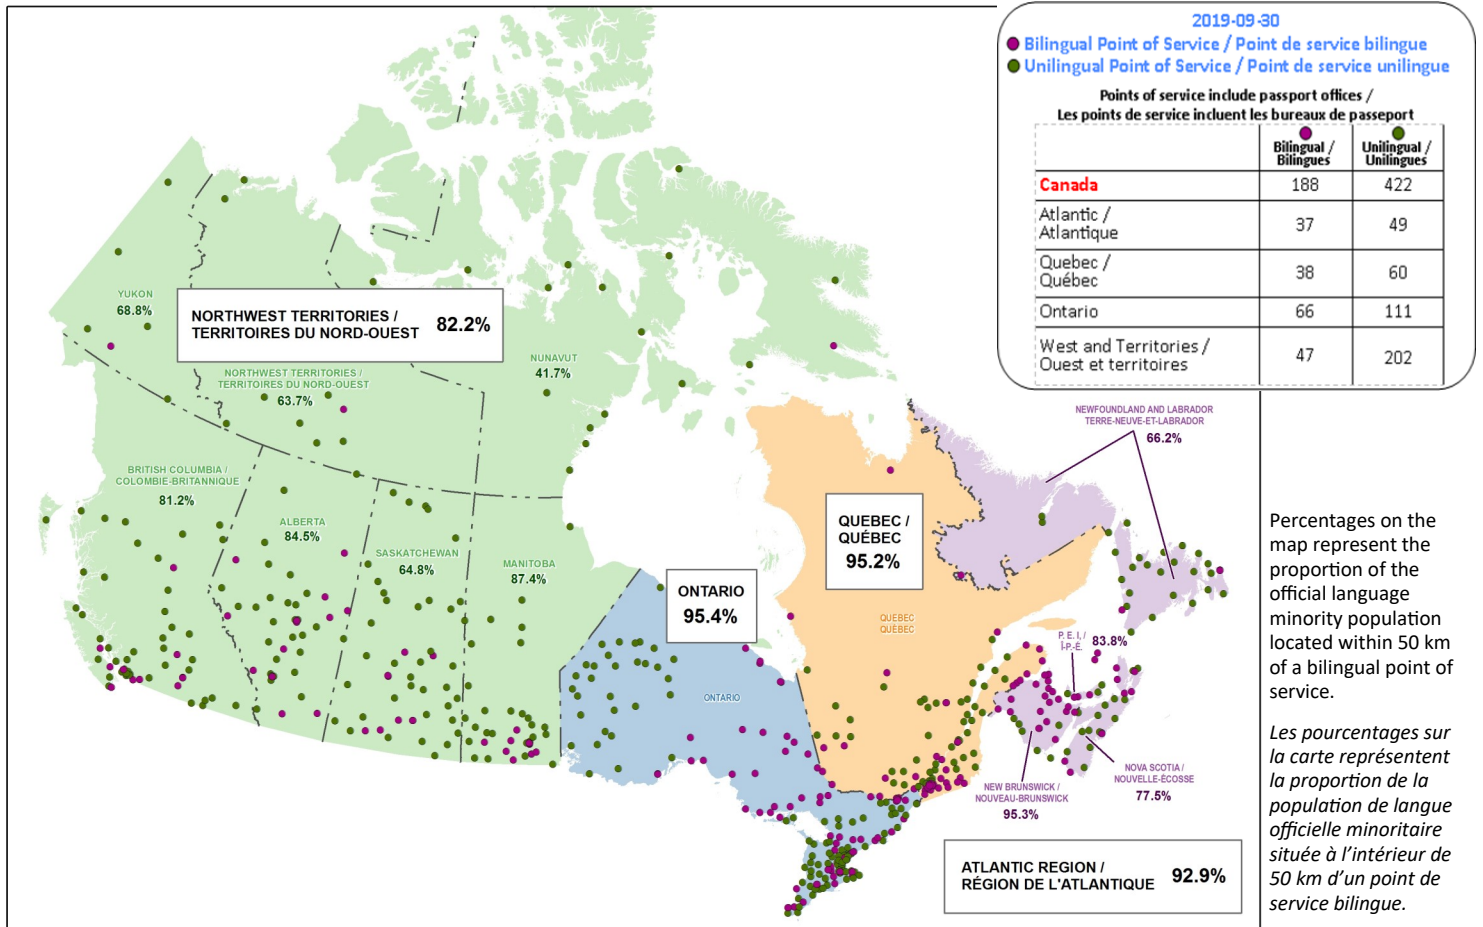 2019-09-30
Bilingual Point of Service / Point de service bilingue
Unilingual Point of Service / Point de service unilingue
Points of service include passport offices /
Les points de service incluent les bureaux de passeport
Bilingual / Unilingual /
Bilingues Unilingues
Canada 188 422
Atlantic /
Atlantique 37 49
Quebec /
Québec 38 60
Ontario 66 111
West and Territories /
Ouest et territoires 47 202
YUKON
68.8%
NORTHWEST TERRITORIES /
TERRITOIRES DU NORD-OUEST 82.2%
NORTHWEST TERRITORIES /
TERRITOIRES DU NORD-OUEST
63.7%
NUNAVUT
41.7%
BRITISH COLUMBIA /
COLOMBIE-BRITANNIQUE
81.2%
ALBERTA
84.5%
SASKATCHEWAN
64.8%
MANITOBA
87.4%
ONTARIO
95.4%
ONTARIO
QUEBEC /
QUÉBEC
95.2%
QUEBEC
QUÉBEC
NEWFOUNDLAND AND LABRADOR
TERRE-NEUVE-ET-LABRADOR
66.2%
P. E. I, /
Î-P.-É.
83.8%
NOVA SCOTIA /
NOUVELLE-ÉCOSSE
77.5%
NEW BRUNSWICK /
NOUVEAU-BRUNSWICK
95.3%
ATLANTIC REGION /
RÉGION DE L'ATLANTIQUE 92.9%
Percentages on the
map represent the
proportion of the
official language
minority population
located within 50 km
of a bilingual point of
service.
Les pourcentages sur
la carte représentent
la proportion de la
population de langue
officielle minoritaire
située à l'intérieur de
50 km d'un point de
service bilingue.